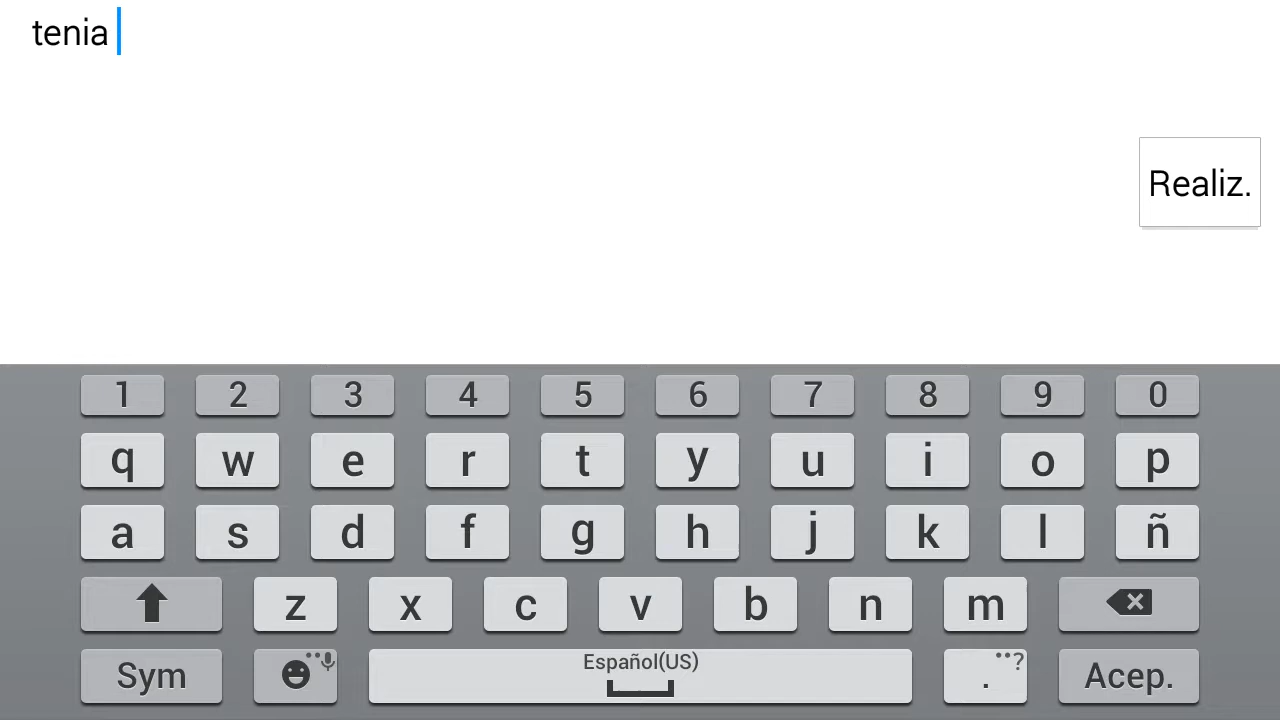 tenia
Realiz.
1 2 3 4 5 6 7 8 9 0
q w e r t y u i o p
a s d f g h j k l ñ
z x c v b n m
Sym Español(US) . ? Acep.